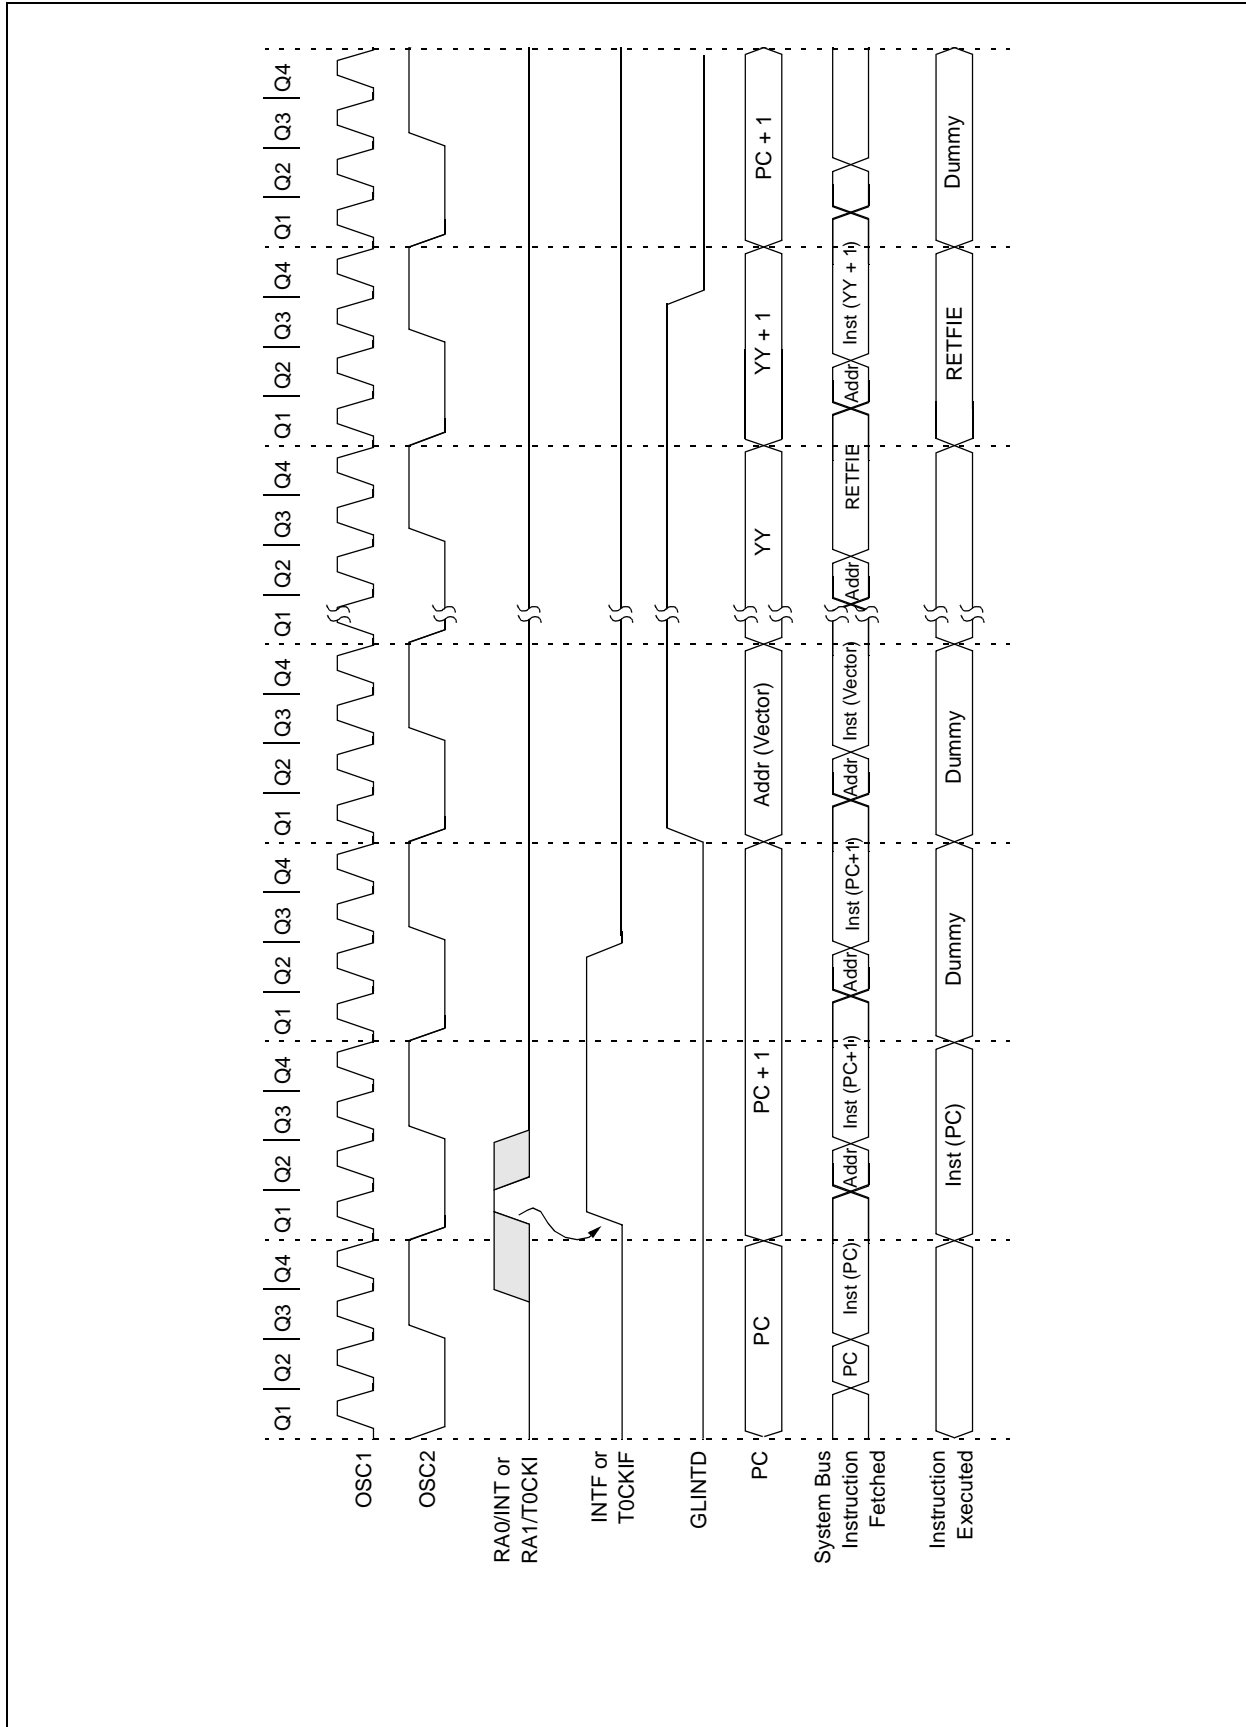 Q1 Q2 Q3 Q4 Q1 Q2 Q3 Q4 Q1 Q2 Q3 Q4 Q1 Q2 Q3 Q4 Q1 Q2 Q3 Q4 Q1 Q2 Q3 Q4 Q1 Q2 Q3 Q4
OSC1
OSC2
RA0/INT or
RA1/T0CKI
INTF or
T0CKIF
GLINTD
PC PC PC + 1 Addr (Vector) YY YY + 1 PC + 1
System Bus
Instruction PC Inst (PC) Addr Inst (PC+1) Addr Inst (PC+1) Addr Inst (Vector) Addr RETFIE Addr Inst (YY + 1)
Fetched
Instruction
Executed Inst (PC) Dummy Dummy RETFIE Dummy